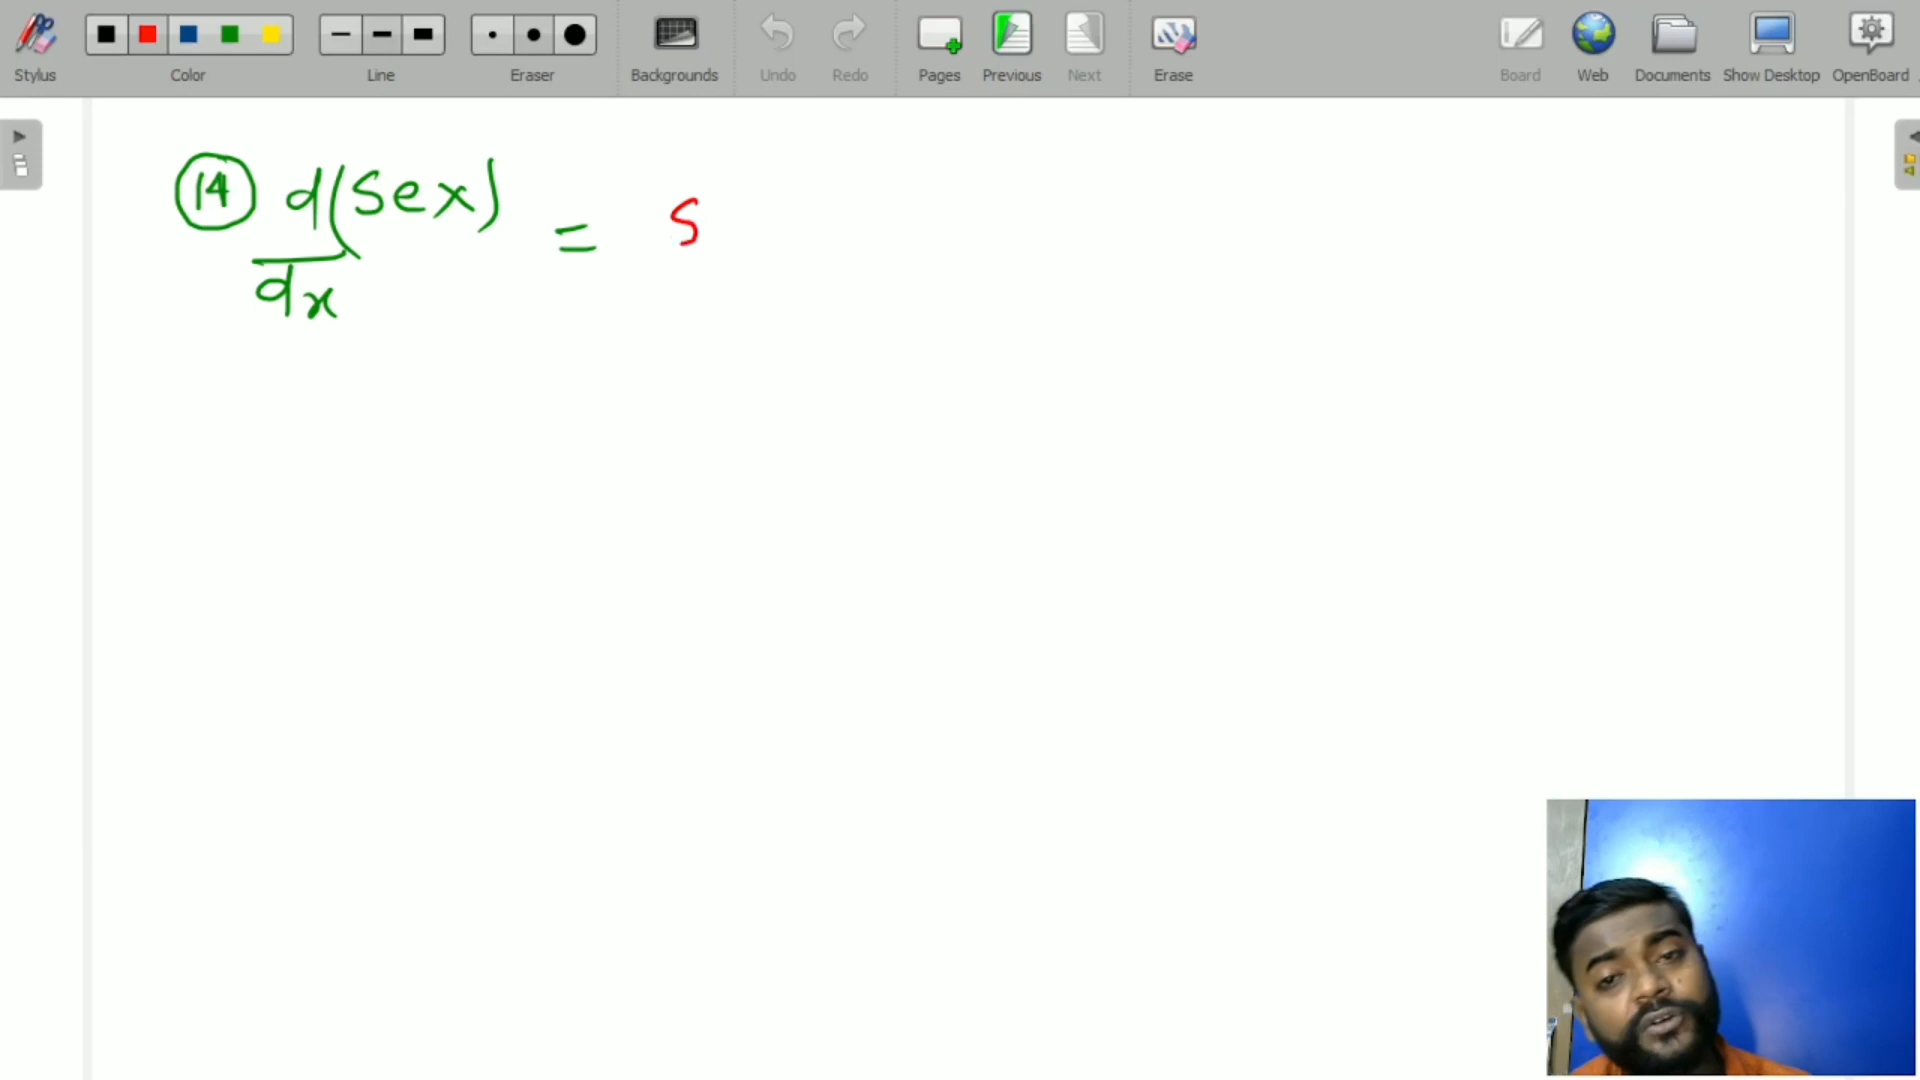 Stylus Color Line Eraser Backgrounds Undo Redo Pages Previous Next Erase Board Web Documents Show Desktop OpenBoard
14 d(Sex) = S
dx